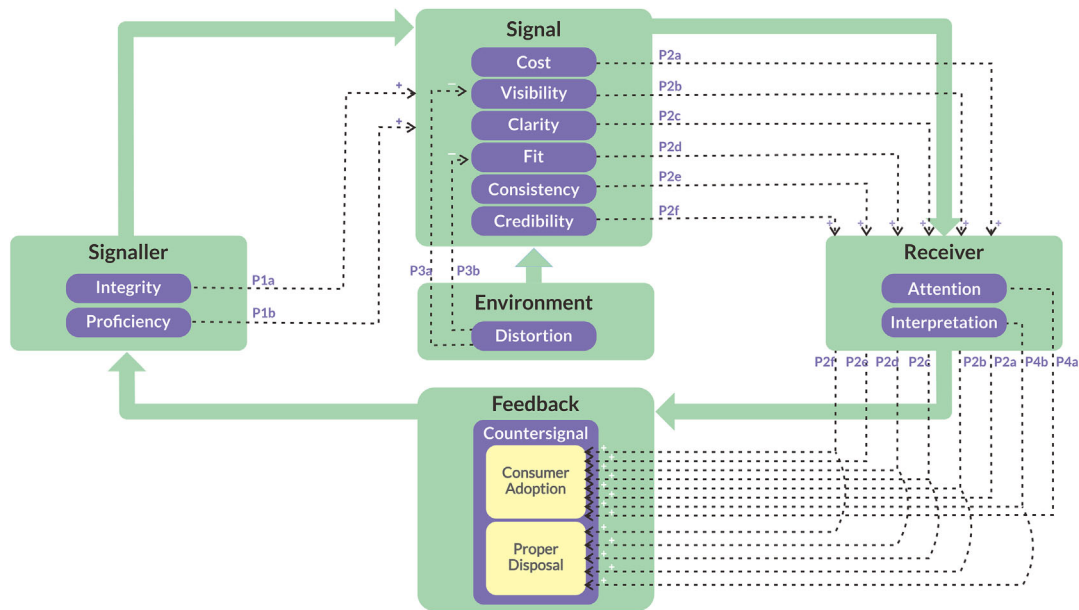 Signal
Cost
Visibility
Clarity
Fit
Consistency
Credibility
P2a
P2b
P2c
P2d
P2e
P2f
+
+
−
−
+ + + + + +
Signaller
Integrity
Proficiency
P1a
P1b
P3a
P3b
Environment
Distortion
Receiver
Attention
Interpretation
P2f P2e P2d P2c P2b P2a P4b P4a
Feedback
Countersignal
Consumer
Adoption
Proper
Disposal